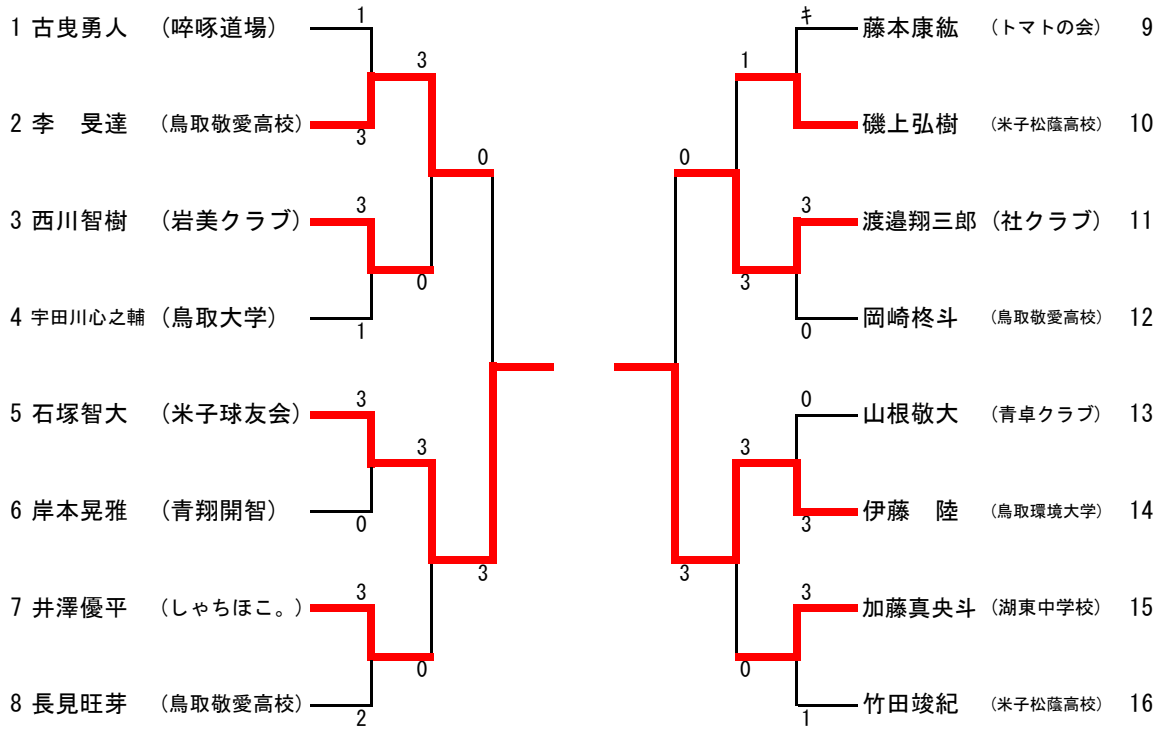 1 古曳勇人 （啐啄道場） 1
2 李　旻達 （鳥取敬愛高校） 3
3
3 西川智樹 （岩美クラブ） 3
0
4 宇田川心之輔 （鳥取大学） 1
0
5 石塚智大 （米子球友会） 3
3
6 岸本晃雅 （青翔開智） 0
3
7 井澤優平 （しゃちほこ。） 3
0
8 長見旺芽 （鳥取敬愛高校） 2
キ 藤本康紘 （トマトの会） 9
1
磯上弘樹 （米子松蔭高校） 10
0
3 渡邉翔三郎 （社クラブ） 11
3
0 岡崎柊斗 （鳥取敬愛高校） 12
0 山根敬大 （青卓クラブ） 13
3
3 伊藤　陸 （鳥取環境大学） 14
3
3 加藤真央斗 （湖東中学校） 15
0
1 竹田竣紀 （米子松蔭高校） 16